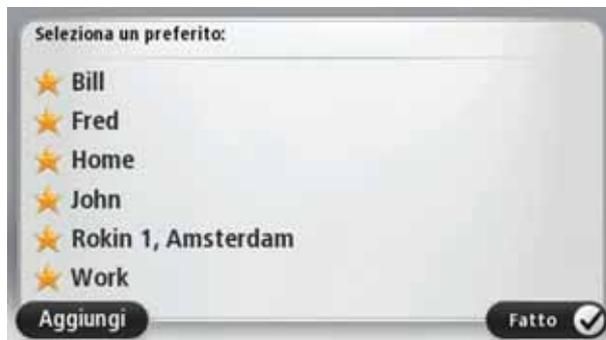 Seleziona un preferito:
Bill
Fred
Home
John
Rokin 1, Amsterdam
Work
Aggiungi
Fatto